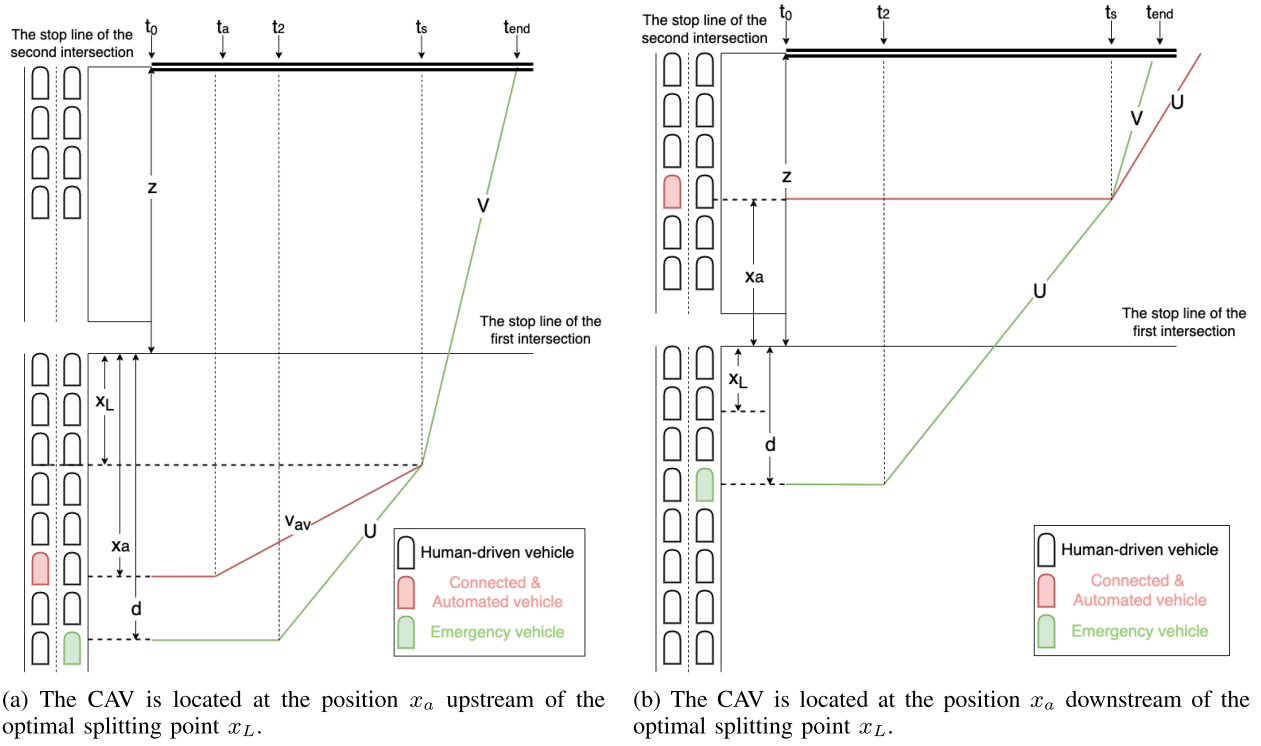 The stop line of the
second intersection
t0
ta
t2
ts
tend
z
V
The stop line of the
first intersection
xL
xa
d
vav
U
Human-driven vehicle
Connected &
Automated vehicle
Emergency vehicle
(a) The CAV is located at the position xa upstream of the
optimal splitting point xL.
The stop line of the
second intersection
t0
t2
ts
tend
U
V
z
xa
U
The stop line of the
first intersection
xL
d
Human-driven vehicle
Connected &
Automated vehicle
Emergency vehicle
(b) The CAV is located at the position xa downstream of the
optimal splitting point xL.